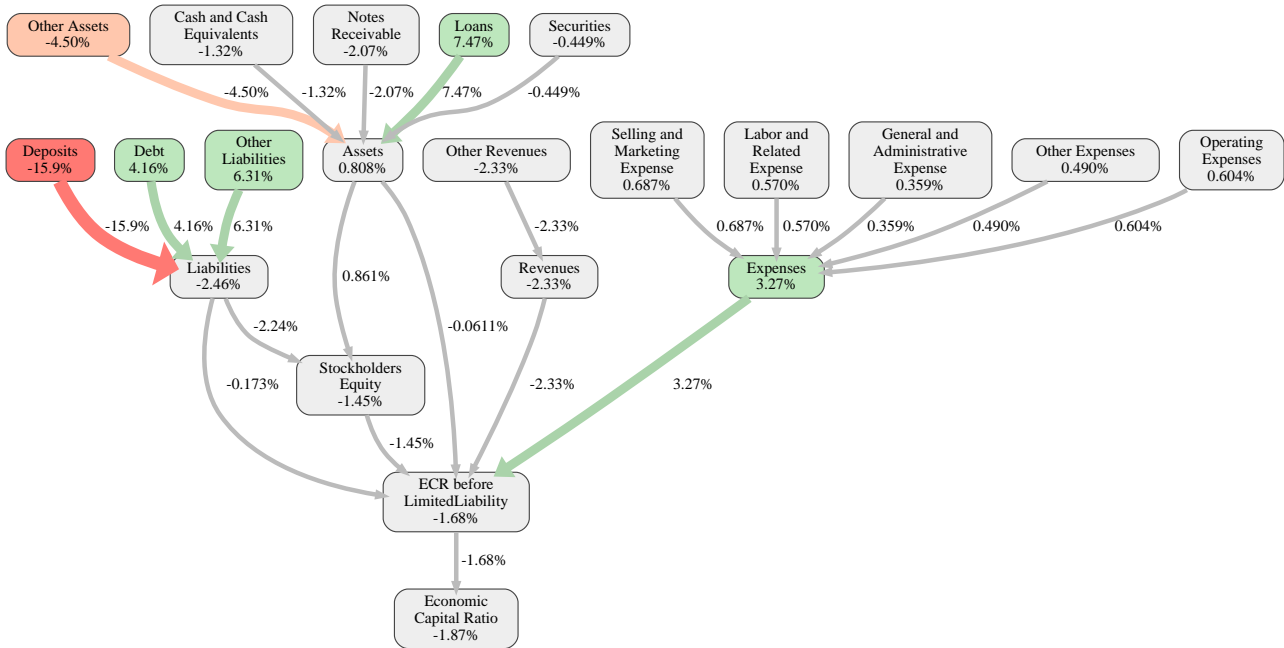 Other Assets
-4.50%
Cash and Cash
Equivalents
-1.32%
Notes
Receivable
-2.07%
Loans
7.47%
Securities
-0.449%
-4.50%
-1.32%
-2.07%
7.47%
-0.449%
Deposits
-15.9%
Debt
4.16%
Other
Liabilities
6.31%
Assets
0.808%
Other Revenues
-2.33%
Selling and
Marketing
Expense
0.687%
Labor and
Related
Expense
0.570%
General and
Administrative
Expense
0.359%
Other Expenses
0.490%
Operating
Expenses
0.604%
-15.9%
4.16%
6.31%
-2.33%
0.687%
0.570%
0.359%
0.490%
0.604%
Liabilities
-2.46%
0.861%
Revenues
-2.33%
Expenses
3.27%
-2.24%
-0.0611%
Stockholders
Equity
-1.45%
-0.173%
-2.33%
3.27%
-1.45%
ECR before
LimitedLiability
-1.68%
-1.68%
Economic
Capital Ratio
-1.87%